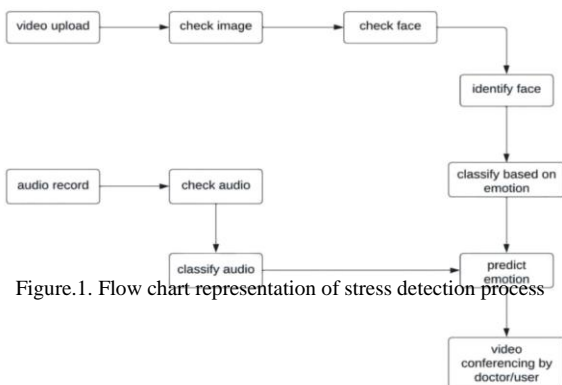 video upload
check image
check face
identify face
audio record
check audio
classify based on
emotion
classify audio
predict
emotion
Figure.1. Flow chart representation of stress detection process
video
conferencing by
doctor/user